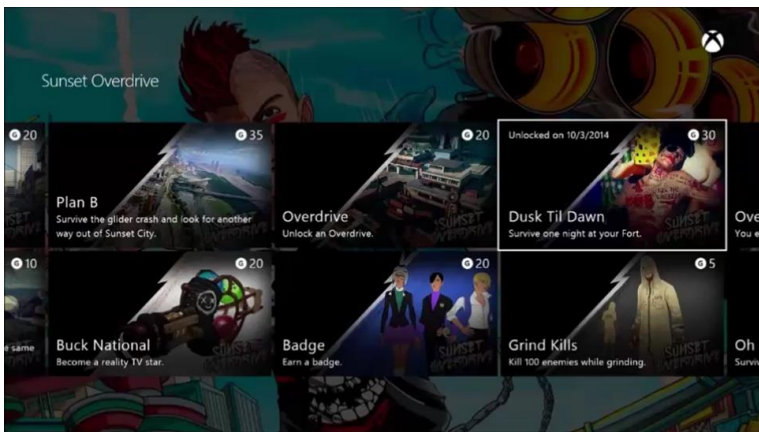 Sunset Overdrive
G 20
G 35
Plan B
Survive the glider crash and look for another
way out of Sunset City.
G 20
Overdrive
Unlock an Overdrive.
Unlocked on 10/3/2014
G 30
Dusk Til Dawn
Survive one night at your Fort.
Ove
You e
G 10
e same
G 20
Buck National
Become a reality TV star.
G 20
Badge
Earn a badge.
G 5
Grind Kills
Kill 100 enemies while grinding.
Oh
Surviv
SUNSET
OVERDRIVE